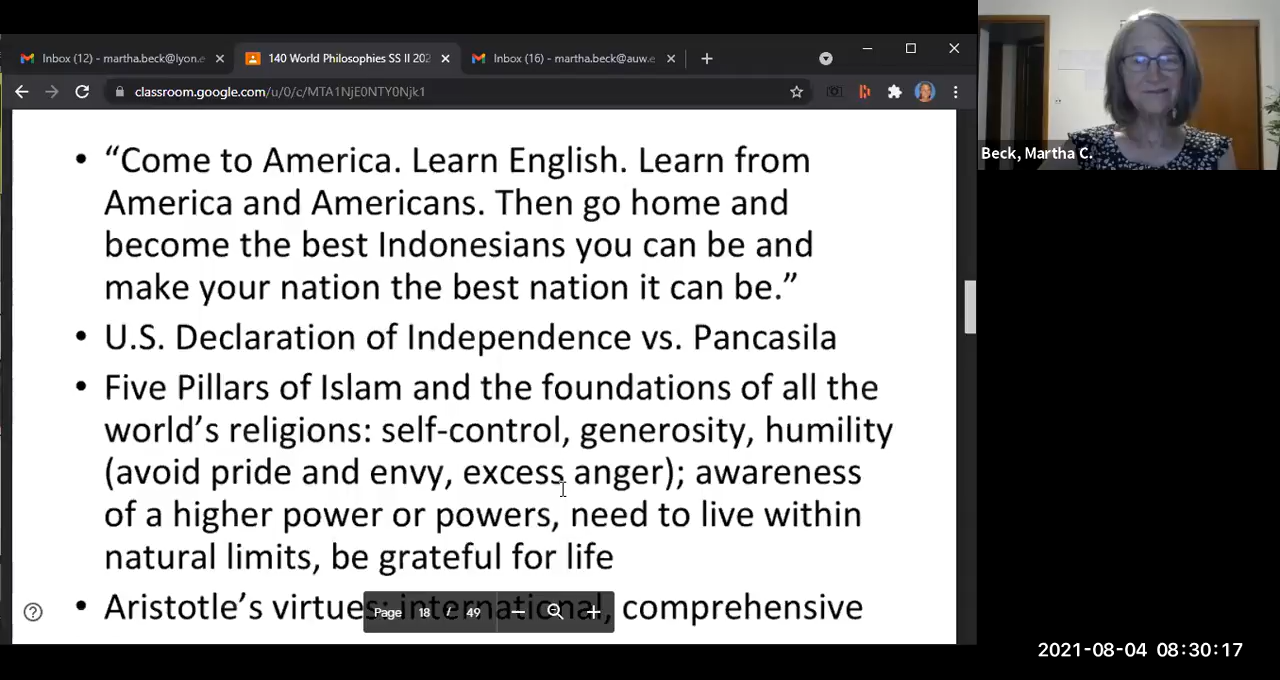 Inbox (12) - martha.beck@lyon.e
140 World Philosophies SS II 202
Inbox (16) - martha.beck@auw.e
classroom.google.com/u/0/c/MTA1NjE0NTY0Njk1
Beck, Martha C.
• “Come to America. Learn English. Learn from
America and Americans. Then go home and
become the best Indonesians you can be and
make your nation the best nation it can be.”
• U.S. Declaration of Independence vs. Pancasila
• Five Pillars of Islam and the foundations of all the
world’s religions: self-control, generosity, humility
(avoid pride and envy, excess anger); awareness
of a higher power or powers, need to live within
natural limits, be grateful for life
• Aristotle’s virtues: international, comprehensive
Page 18 / 49
2021-08-04 08:30:17